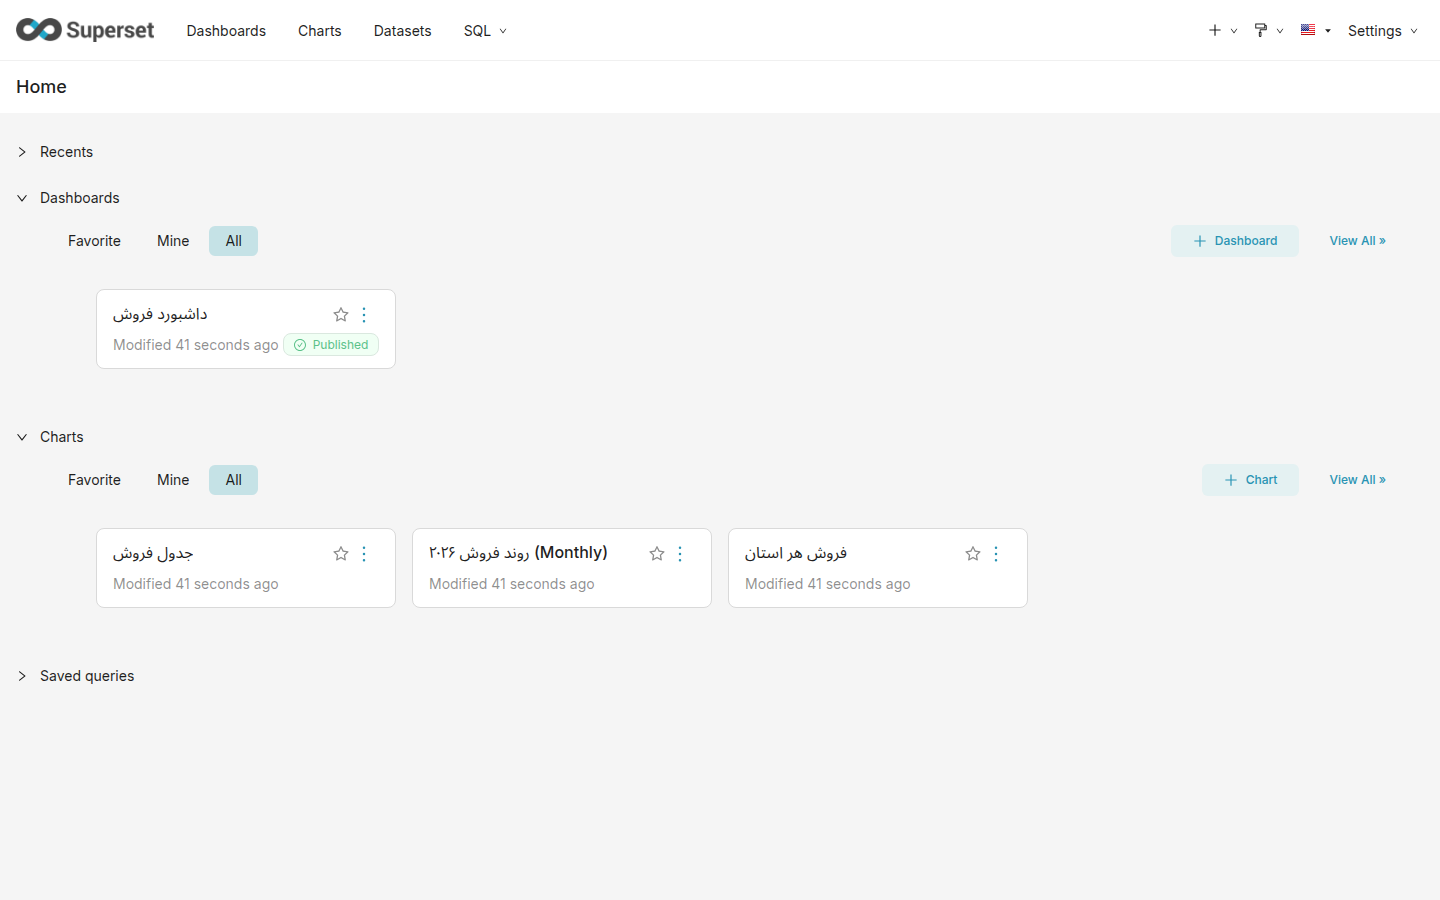 Superset Dashboards Charts Datasets SQL Settings
Home
Recents
Dashboards
Favorite Mine All Dashboard View All »
داشبورد فروش
Modified 41 seconds ago Published
Charts
Favorite Mine All Chart View All »
جدول فروش
Modified 41 seconds ago
روند فروش ۲۰۲۶ (Monthly)
Modified 41 seconds ago
فروش هر استان
Modified 41 seconds ago
Saved queries